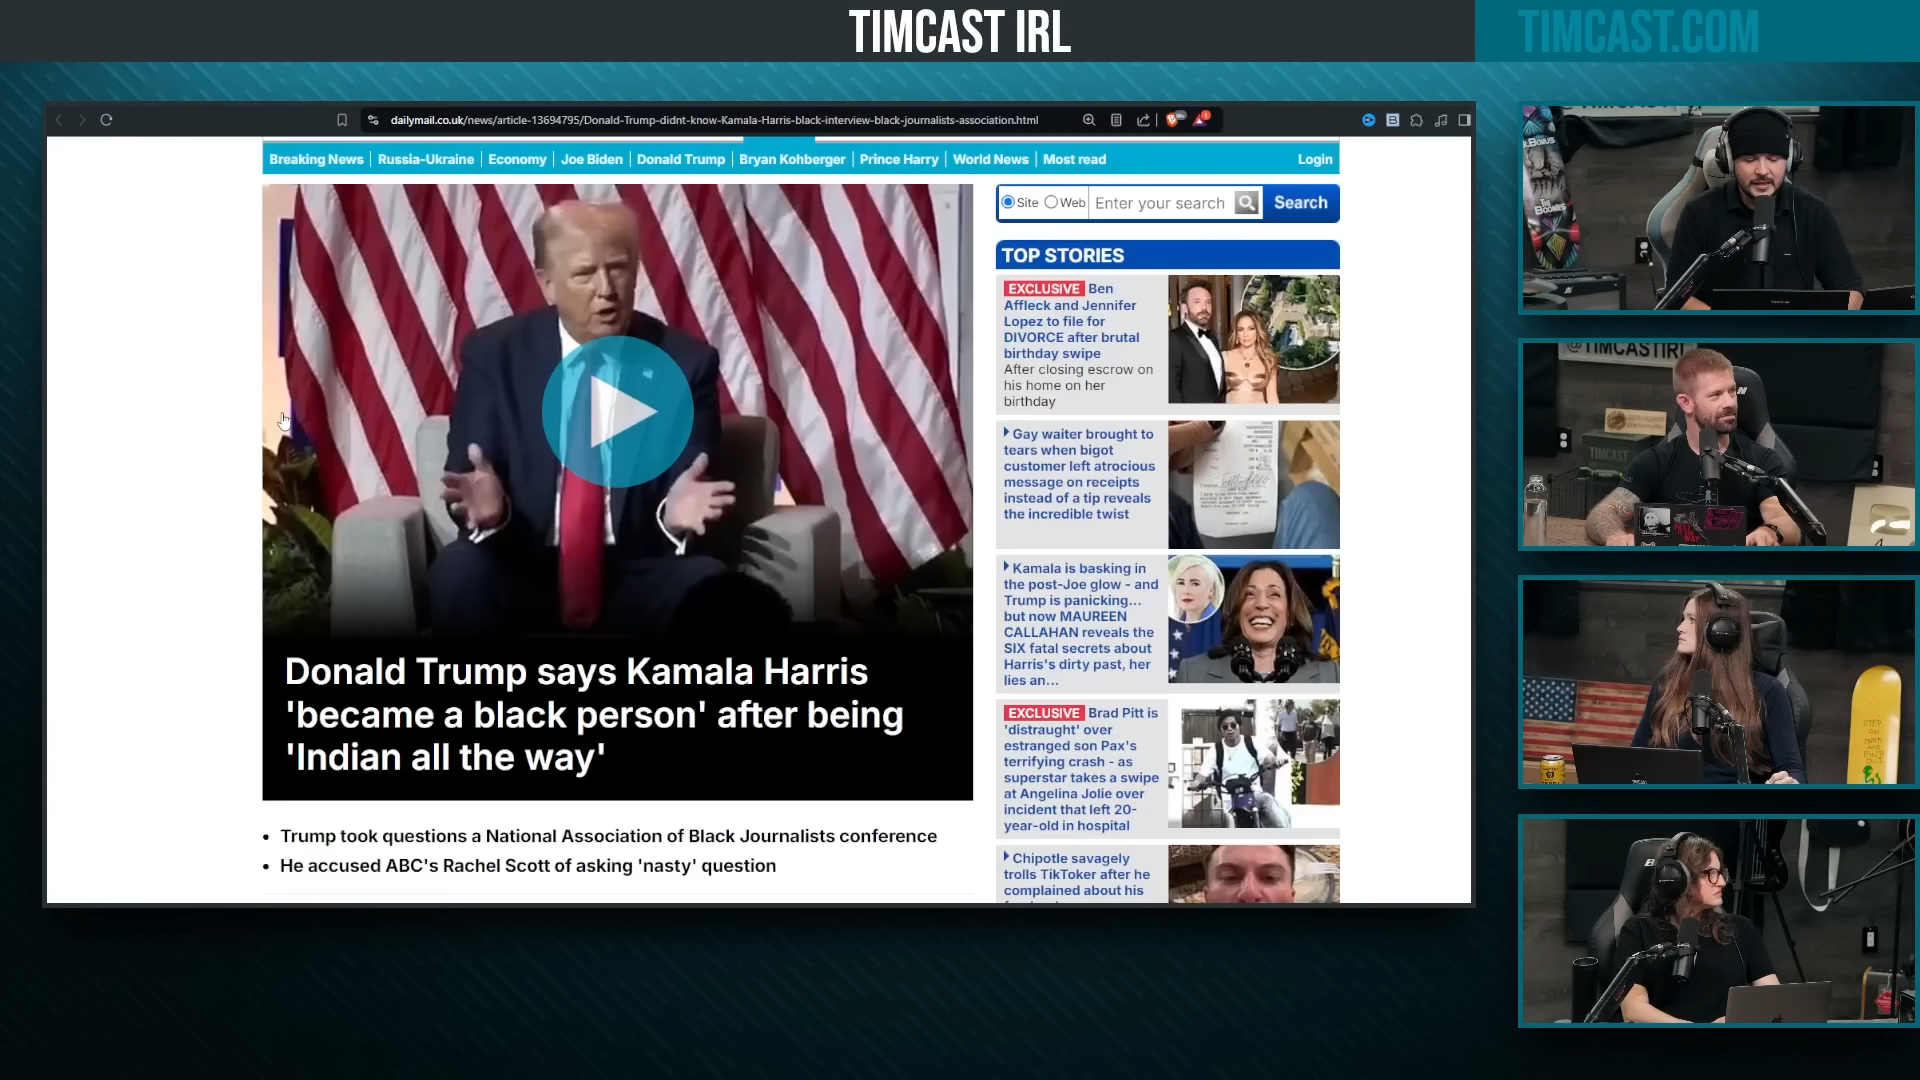 TIMCAST IRL
TIMCAST.COM
dailymail.co.uk/news/article-13694795/Donald-Trump-didnt-know-Kamala-Harris-black-interview-black-journalists-association.html
Breaking News | Russia-Ukraine | Economy | Joe Biden | Donald Trump | Bryan Kohberger | Prince Harry | World News | Most read
Login
Site Web Enter your search Search
Donald Trump says Kamala Harris
'became a black person' after being
'Indian all the way'
• Trump took questions a National Association of Black Journalists conference
• He accused ABC's Rachel Scott of asking 'nasty' question
TOP STORIES
EXCLUSIVE Ben
Affleck and Jennifer
Lopez to file for
DIVORCE after brutal
birthday swipe
After closing escrow on
his home on her
birthday
Gay waiter brought to
tears when bigot
customer left atrocious
message on receipts
instead of a tip reveals
the incredible twist
Kamala is basking in
the post-Joe glow - and
Trump is panicking...
but now MAUREEN
CALLAHAN reveals the
SIX fatal secrets about
Harris's dirty past, her
lies an...
EXCLUSIVE Brad Pitt is
'distraught' over
estranged son Pax's
terrifying crash - as
superstar takes a swipe
at Angelina Jolie over
incident that left 20-
year-old in hospital
Chipotle savagely
trolls TikToker after he
complained about his
@TIMCASTIRL
TIMCAST
STEP
ON
AND
FIND